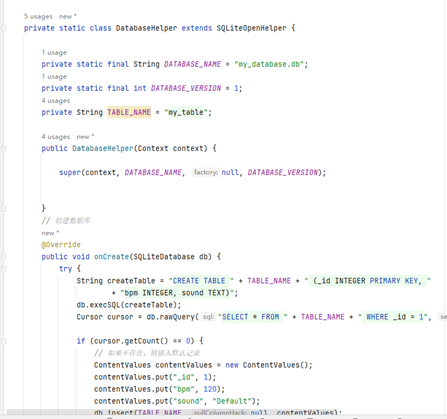 5 usages   new *
private static class DatabaseHelper extends SQLiteOpenHelper {
1 usage
private static final String DATABASE_NAME = "my_database.db";
1 usage
private static final int DATABASE_VERSION = 1;
4 usages
private String TABLE_NAME = "my_table";
4 usages   new *
public DatabaseHelper(Context context) {
super(context, DATABASE_NAME, factory: null, DATABASE_VERSION);
}
// 创建数据库
new *
@Override
public void onCreate(SQLiteDatabase db) {
try {
String createTable = "CREATE TABLE " + TABLE_NAME + " (_id INTEGER PRIMARY KEY, "
+ "bpm INTEGER, sound TEXT)";
db.execSQL(createTable);
Cursor cursor = db.rawQuery( sql: "SELECT * FROM " + TABLE_NAME + " WHERE _id = 1", se
if (cursor.getCount() == 0) {
// 如果不存在，则插入默认记录
ContentValues contentValues = new ContentValues();
contentValues.put("_id", 1);
contentValues.put("bpm", 120);
contentValues.put("sound", "Default");
db.insert(TABLE_NAME, nullColumnHack: null, contentValues);